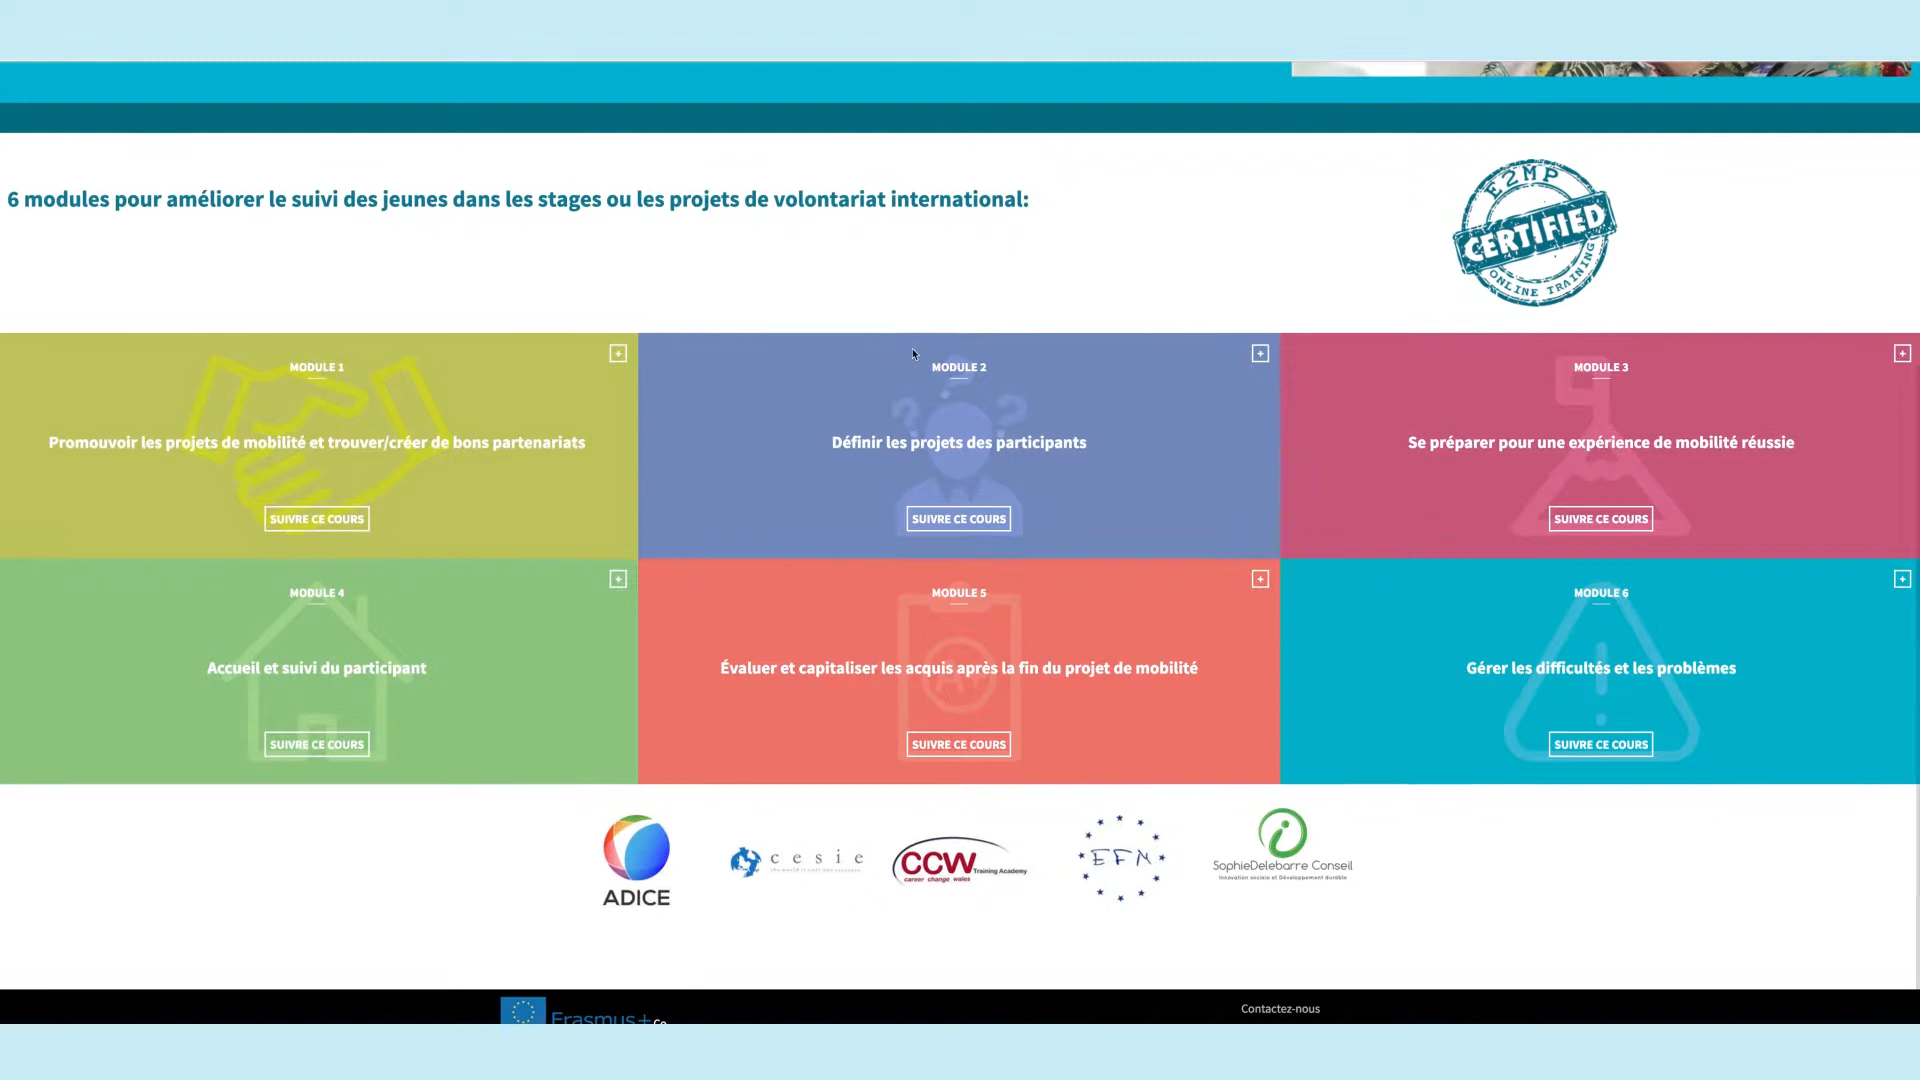 6 modules pour améliorer le suivi des jeunes dans les stages ou les projets de volontariat international:
E2MP
CERTIFIED
ONLINE TRAINING
MODULE 1
Promouvoir les projets de mobilité et trouver/créer de bons partenariats
SUIVRE CE COURS
MODULE 2
Définir les projets des participants
SUIVRE CE COURS
MODULE 3
Se préparer pour une expérience de mobilité réussie
SUIVRE CE COURS
MODULE 4
Accueil et suivi du participant
SUIVRE CE COURS
MODULE 5
Évaluer et capitaliser les acquis après la fin du projet de mobilité
SUIVRE CE COURS
MODULE 6
Gérer les difficultés et les problèmes
SUIVRE CE COURS
ADICE
cesie
CCW Training Academy
career change wales
EFM
SophieDelebarre Conseil
Innovation sociale et Développement durable
Erasmus+
Co
Contactez-nous